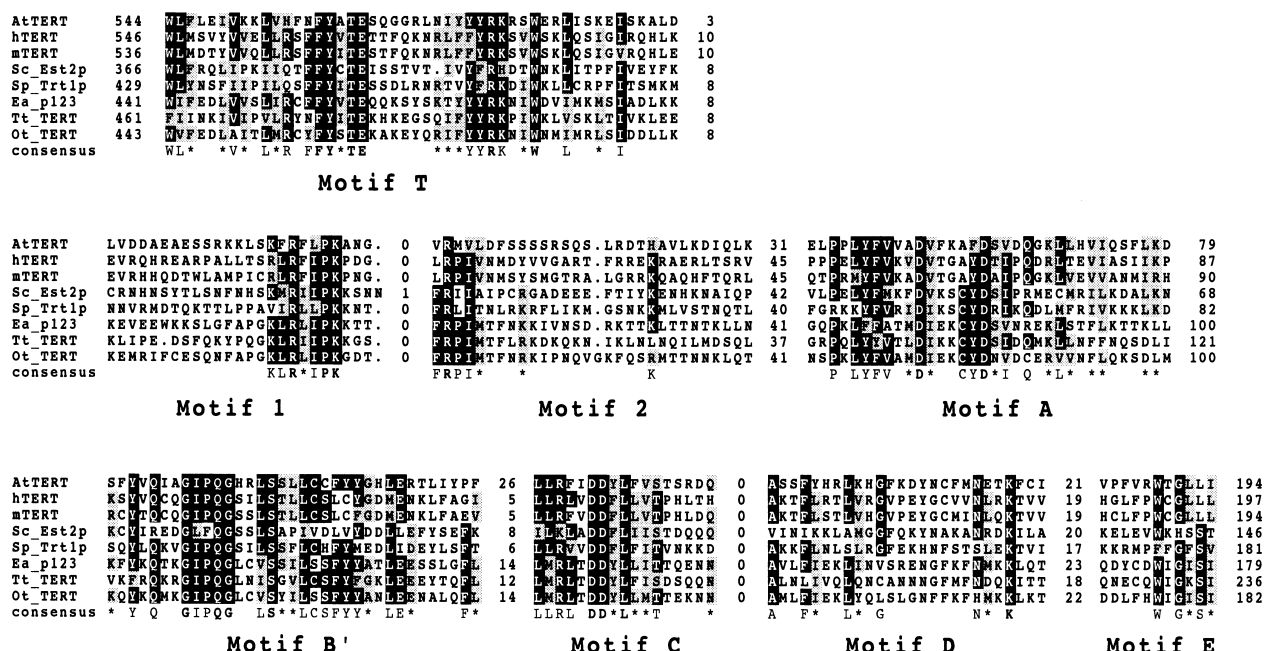 AtTERT 544 WLFLEIVKKLVHFNFYATESQGGRLNIYYYRKRSWERLISKEISKALD 3
hTERT 546 WLMSVYVVELLRSFFYVTETTFQKNRLFFYRKSVWSKLQSIGIRQHLK 10
mTERT 536 WLMDTYVVQLLRSFFYITESTFQKNRLFFYRKSVWSKLQSIGVRQHLE 10
Sc_Est2p 366 WLFRQLIPKIIQTFFYCTEISSTVT.IVYFRHDTWNKLITPFIVEYFK 8
Sp_Trt1p 429 WLYNSFIIPILQSFFYITESSDLRNRTVYFRKDIWKLLCRPFITSMKM 8
Ea_p123 441 WIFEDLVVSLIRCFFYVTEQQKSYSKTYYYRKNIWDVIMKMSIADLKK 8
Tt_TERT 461 FIINKIVIPVLRYNFYITEKHKEGSQIFYYRKPIWKLVSKLTIVKLEE 8
Ot_TERT 443 WVFEDLAITLMRCYFYSTEKAKEYQRIFYYRKNIWNMIMRLSIDDLLK 8
consensus WL* *V* L*R FFY*TE ***YYRK *W L * I
Motif T
AtTERT LVDDAEAESSRKKLSKFRFLPKANG. 0 VRMVLDFSSSSRSQS.LRDTHAVLKDIQLK 31 ELPPLYFVVADVFKAFDSVDQGKLLHVIQSFLKD 79
hTERT EVRQHREARPALLTSRLRFIPKPDG. 0 LRPIVNMDYVVGARTFRREKRAERLTSRV 45 PPPELYFVKVDVTGAYDTIPQDRLTEVIASIIKP 87
mTERT EVRHHQDTWLAMPICRLRFIPKPNG. 0 LRPIVNMSYSMGTRALGRRKQAQHFTQRL 45 QTPRMYFVKADVTGAYDAIPQGKLVEVVANMIRH 90
Sc_Est2p CRNHNSYTLSNFNHSKMRIIPKKSNN 1 FRIIAIPCRGADEEE.FTIYKENHKNAIQP 42 VLPELYFMKFDVKSCYDSIPRMECMRILKDALKN 68
Sp_Trt1p NNVRMDTQKTTLPPAVIRLLPKKNT. 0 FRLITNLRKRFLIKM.GSNKKMLVSTNQTL 40 FGRKKYFVRIDIKSCYDRIKQDLMFRIVKKKLKD 82
Ea_p123 KEVEEWKKSLGFAPGKLRLIPKKTT. 0 FRPIMTFNKKIVNSD.RKTTKLTTNTKLLN 41 GQPKLFFATMDIEKCYDSVNREKLSTFLKTTKLL 100
Tt_TERT KLIPE.DSFQKYPQGKLRIIPKKGS. 0 FRPIMTFLRKDKQKN.IKLNLNQILMDSQL 37 GRPQLYYVTLDIKKCYDSIDQMKLLNFFNQSDLI 121
Ot_TERT KEMRIFCESQNFAPGKLRLIPKGDT. 0 FRPIMTFNRKIPNQVGKFQSRMTTNNKLQT 41 NSPKLYFVAMDIEKCYDNVDCERVVNFLQKSDLM 100
consensus KLR*IPK FRPI* * K P LYFV *D* CYD*I Q *L* ** **
Motif 1 Motif 2 Motif A
AtTERT SFYVQIAGIPQGHRLSSLLCCFYYGHLERTLIYPF 26 LLRFIDDYLFVSTSRDQ 0 ASSFYHRLKHGFKDYNCFMNETKFCI 21 VPFVRWTGLLI 194
hTERT KSYVQCQGIPQGSILSTLLCSLCYGDMENKLFAGI 5 LLRLVDDFLLVTPHLTH 0 AKTFLRTLVRGVPEYGCVVNLRKTVV 19 HCLFPWCGLLL 197
mTERT RCYTQCQGIPQGSSLSTLLCSLCFGDMENKLFAEV 5 LLRFVDDFLLVTPHLDQ 0 AKTFLSTLVHGVPEYGCMINLQKTVV 19 HCLFPWCGLLL 194
Sc_Est2p CYIREDGLFQGSSLSAPIVDLVYDDLLEFYSEFK 8 ILKLADDFLIISTDQQQ 0 VINIKKLAMGGFQKYNAKANRDKILA 20 KELEVWKHSST 146
Sp_Trt1p SQYLQKVGIPQGSILSSFLCHFYMEDLIDEYLSFT 6 LLRVVDDFLFITVNKKD 0 AKKFLNLSLRGFEKHNFSTSLEKTVI 17 KKRMPFFGFSV 181
Ea_p123 KFYKQTKGIPQGLCVSSILSSFYYATLEESSLGFL 14 LMRLTDDYLLITTQENN 0 AVLFIEKLINVSRENGFKFNMKKLQT 23 QDYCDWIGISI 179
Tt_TERT VKFRQKRGIPQGLNISGVLCSFYFGKLEEEYTQFL 12 LMRLTDDYLFISDSQQN 0 ALNLIVQLQNCANNNGFMFNDQKITT 18 QNECQWIGKSI 236
Ot_TERT KQYKQMKGIPQGLCVSYILSSFYYANLEENALQFL 14 LMRLTDDYLLMTTEKNN 0 AMLFIEKLYQLSLGNFFKFHMKKLKT 22 DDLFHWIGISI 182
consensus * Y Q GIPQG LS**LCSFYY* LE* F* LLRL DD*L**T * A F* L* G N* K W G*S*
Motif B' Motif C Motif D Motif E